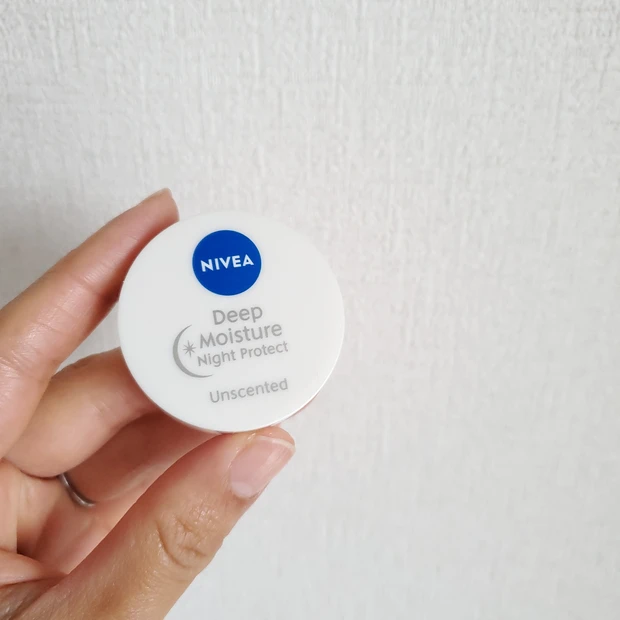 NIVEA
Deep
Moisture
Night Protect
Unscented